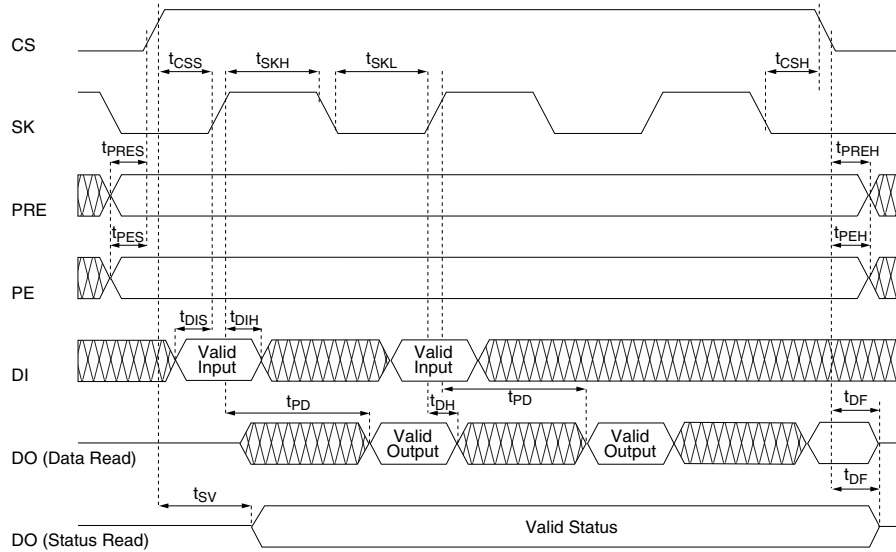 CS
tCSS
tSKH
tSKL
tCSH
SK
tPRES
tPREH
PRE
tPES
tPEH
PE
tDIS
tDIH
Valid Input
Valid Input
DI
tPD
tDH
tPD
tDF
Valid Output
Valid Output
DO (Data Read)
tDF
tSV
Valid Status
DO (Status Read)